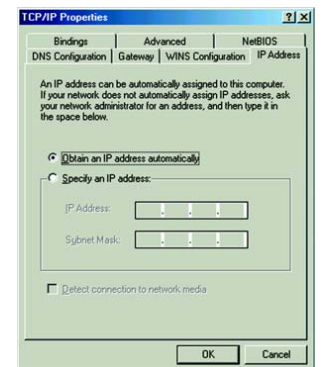 TCP/IP Properties
Bindings
Advanced
NetBIOS
DNS Configuration
Gateway
WINS Configuration
IP Address
An IP address can be automatically assigned to this computer.
If your network does not automatically assign IP addresses, ask
your network administrator for an address, and then type it in
the space below.
Obtain an IP address automatically
Specify an IP address:
IP Address:
Subnet Mask:
Detect connection to network media
OK
Cancel